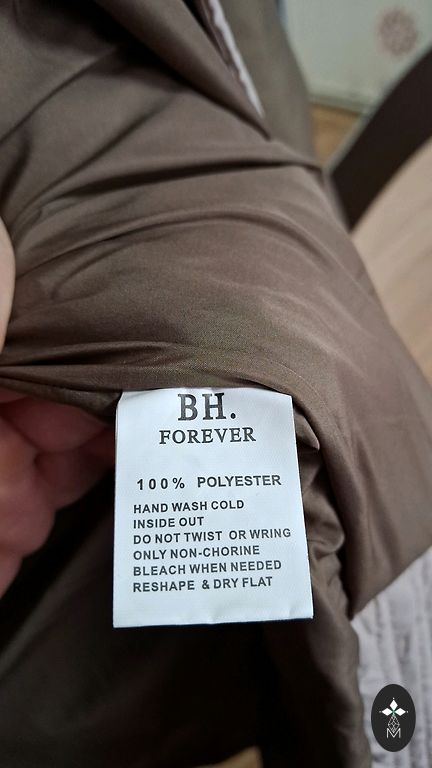 BH.
FOREVER
100% POLYESTER
HAND WASH COLD
INSIDE OUT
DO NOT TWIST OR WRING
ONLY NON-CHORINE
BLEACH WHEN NEEDED
RESHAPE & DRY FLAT
M